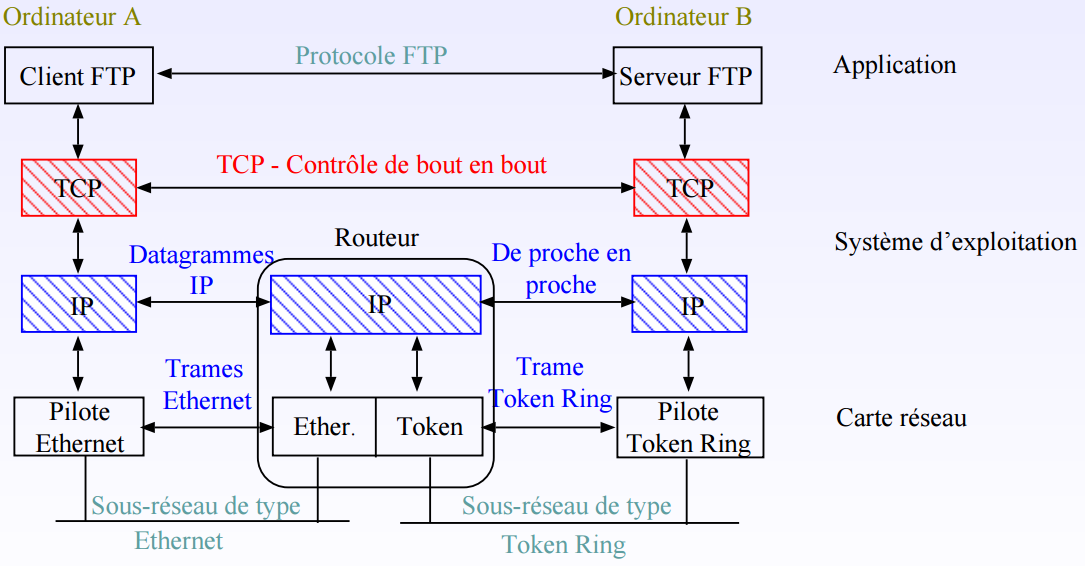 Ordinateur A
Ordinateur B
Client FTP
Protocole FTP
Serveur FTP
Application
TCP
TCP - Contrôle de bout en bout
TCP
Système d’exploitation
Routeur
Datagrammes
IP
De proche en
proche
IP
IP
IP
Trames
Ethernet
Trame
Token Ring
Pilote
Ethernet
Ether.
Token
Pilote
Token Ring
Carte réseau
Sous-réseau de type
Ethernet
Sous-réseau de type
Token Ring